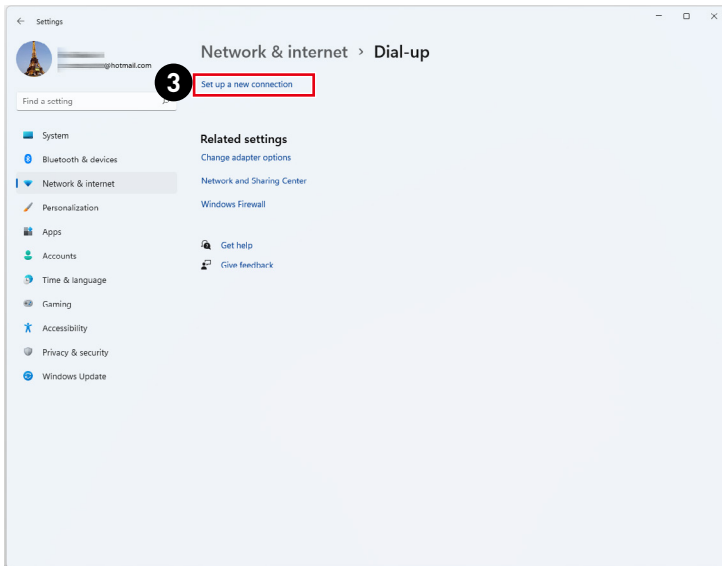 Settings
@hotmail.com
Network & internet > Dial-up
3
Set up a new connection
Find a setting
System
Bluetooth & devices
Network & internet
Personalization
Apps
Accounts
Time & language
Gaming
Accessibility
Privacy & security
Windows Update
Related settings
Change adapter options
Network and Sharing Center
Windows Firewall
Get help
Give feedback